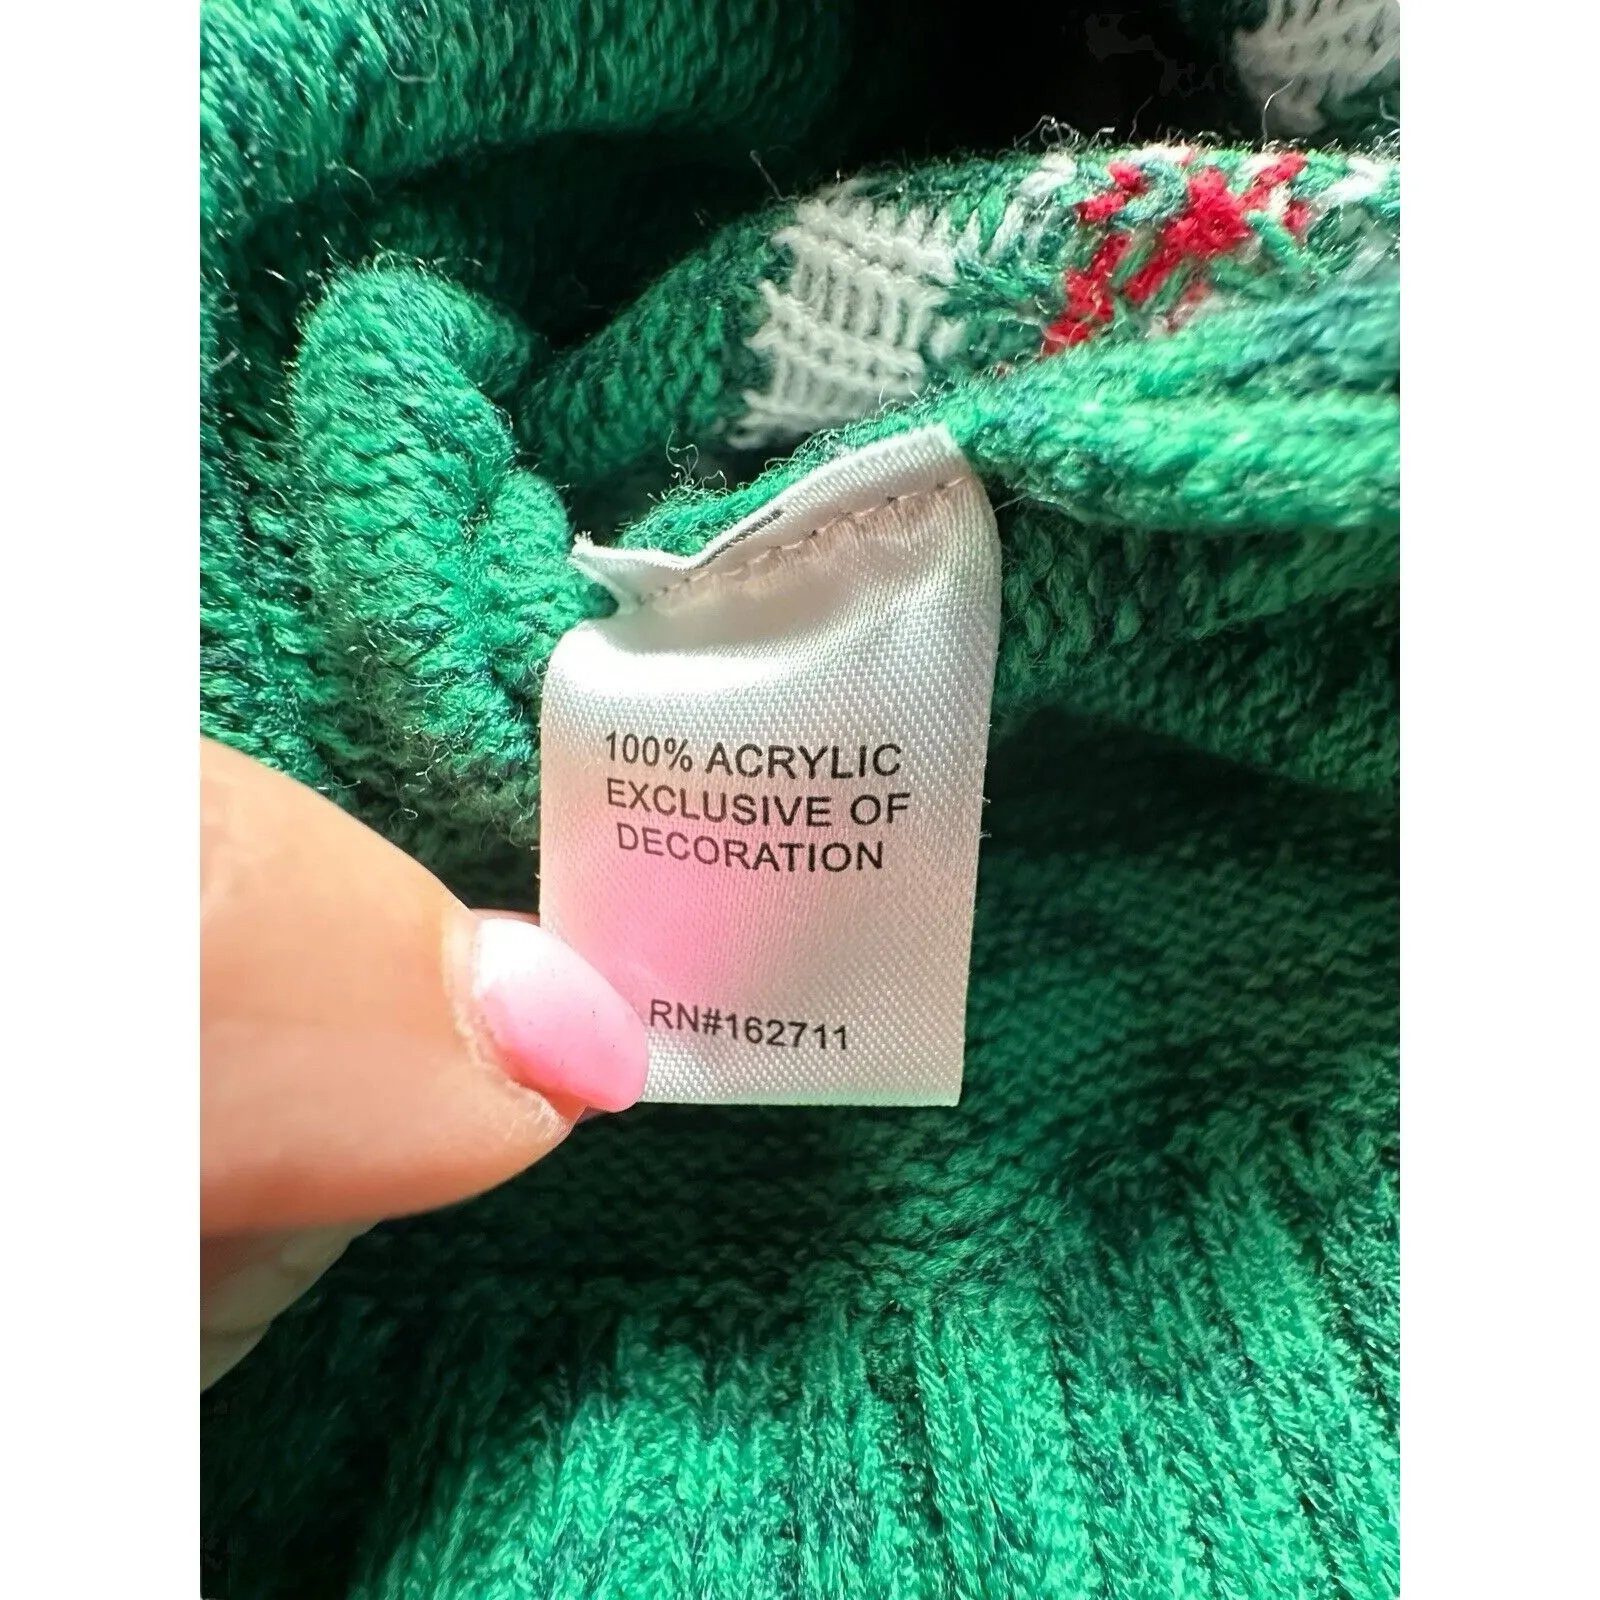 100% ACRYLIC
EXCLUSIVE OF
DECORATION
RN#162711